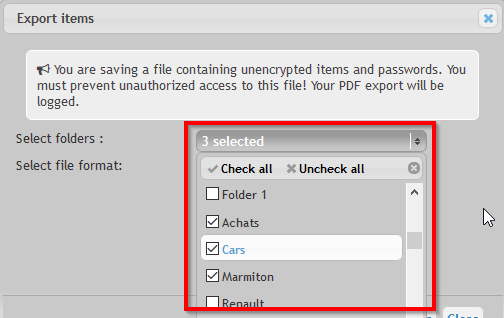 Export items
You are saving a file containing unencrypted items and passwords. You
must prevent unauthorized access to this file! Your PDF export will be
logged.
Select folders :
3 selected
Select file format:
Check all Uncheck all
Folder 1
Achats
Cars
Marmiton
Renault
Close